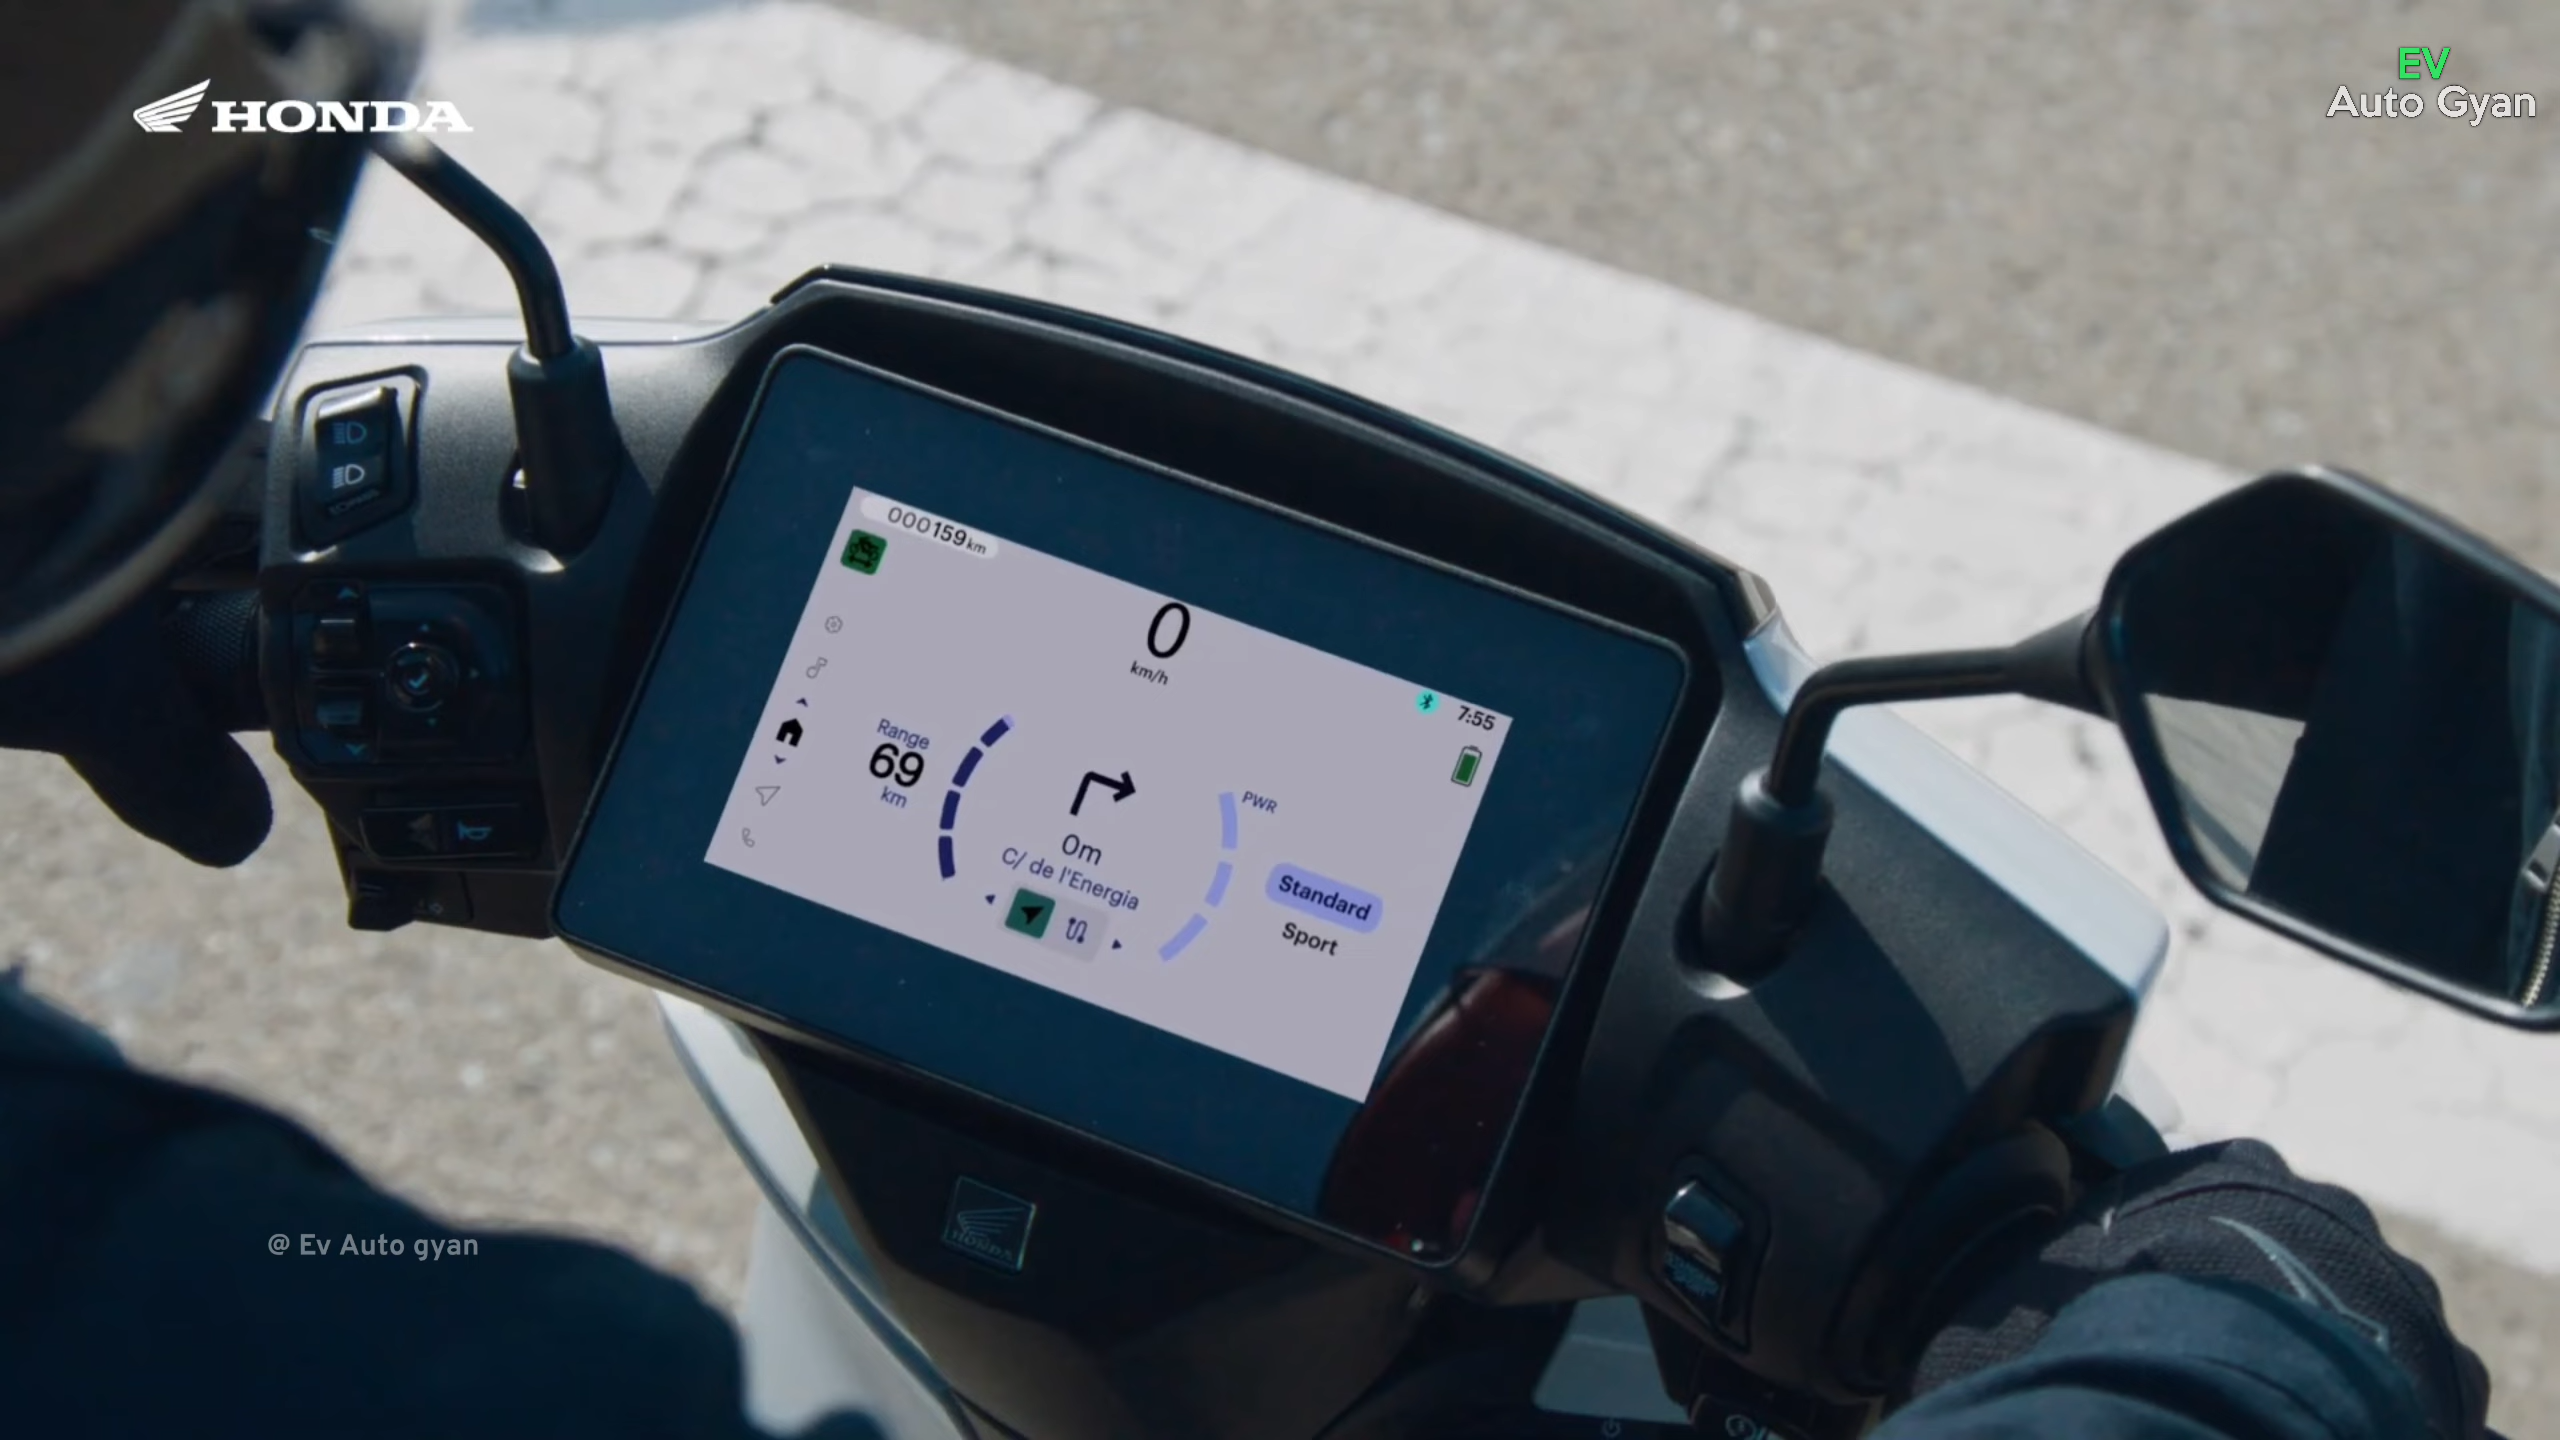 HONDA
EV
Auto Gyan
000159km
0
km/h
7:55
Range
69
km
PWR
0m
C/ de l'Energia
Standard
Sport
HONDA
@ Ev Auto gyan